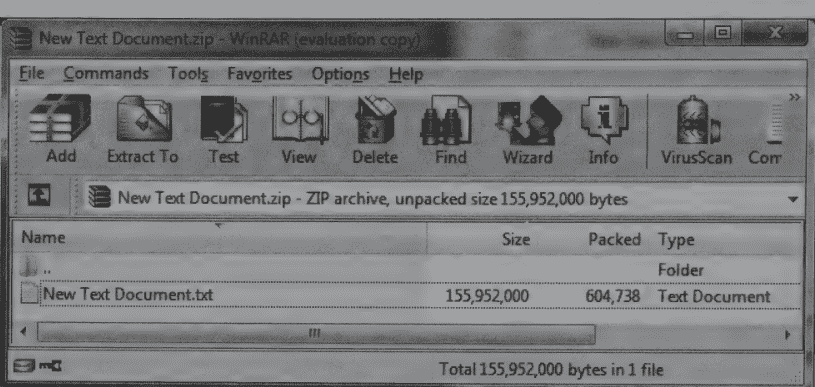 New Text Document.zip - WinRAR (evaluation copy)
File Commands Tools Favorites Options Help
Add Extract To Test View Delete Find Wizard Info VirusScan Com
New Text Document.zip - ZIP archive, unpacked size 155,952,000 bytes
Name Size Packed Type
.. Folder
New Text Document.txt 155,952,000 604,738 Text Document
Total 155,952,000 bytes in 1 file